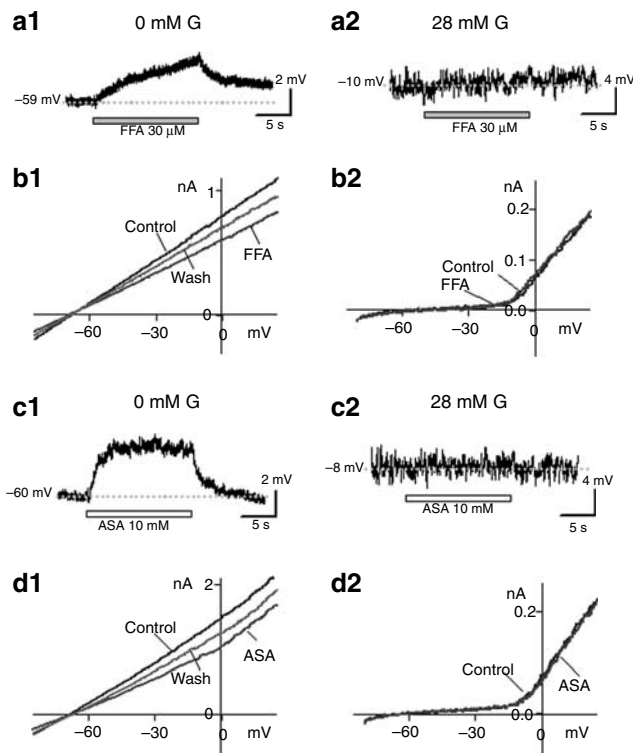 a1 0 mM G
−59 mV
2 mV
5 s
FFA 30 μM
a2 28 mM G
−10 mV
4 mV
5 s
FFA 30 μM
b1
nA
1
Control
FFA
Wash
0
−60 −30 0 mV
b2
nA
0.2
0.1
Control
FFA
0.0
−60 −30 0 mV
c1 0 mM G
−60 mV
2 mV
5 s
ASA 10 mM
c2 28 mM G
−8 mV
4 mV
5 s
ASA 10 mM
d1
nA
2
Control
ASA
Wash
0
−60 −30 0 mV
d2
nA
0.2
Control
ASA
0.0
−60 −30 0 mV